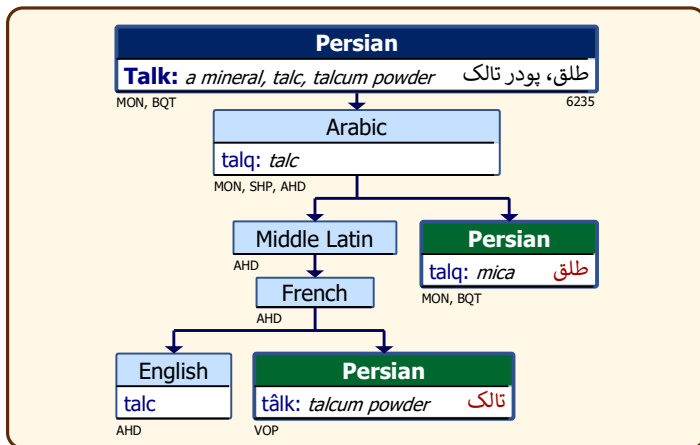 Persian
Talk: a mineral, talc, talcum powder طلق، پودر تالک
MON, BQT 6235
Arabic
talq: talc
MON, SHP, AHD
Middle Latin
AHD
Persian
talq: mica طلق
MON, BQT
French
AHD
English
talc
AHD
Persian
tâlk: talcum powder تالک
VOP